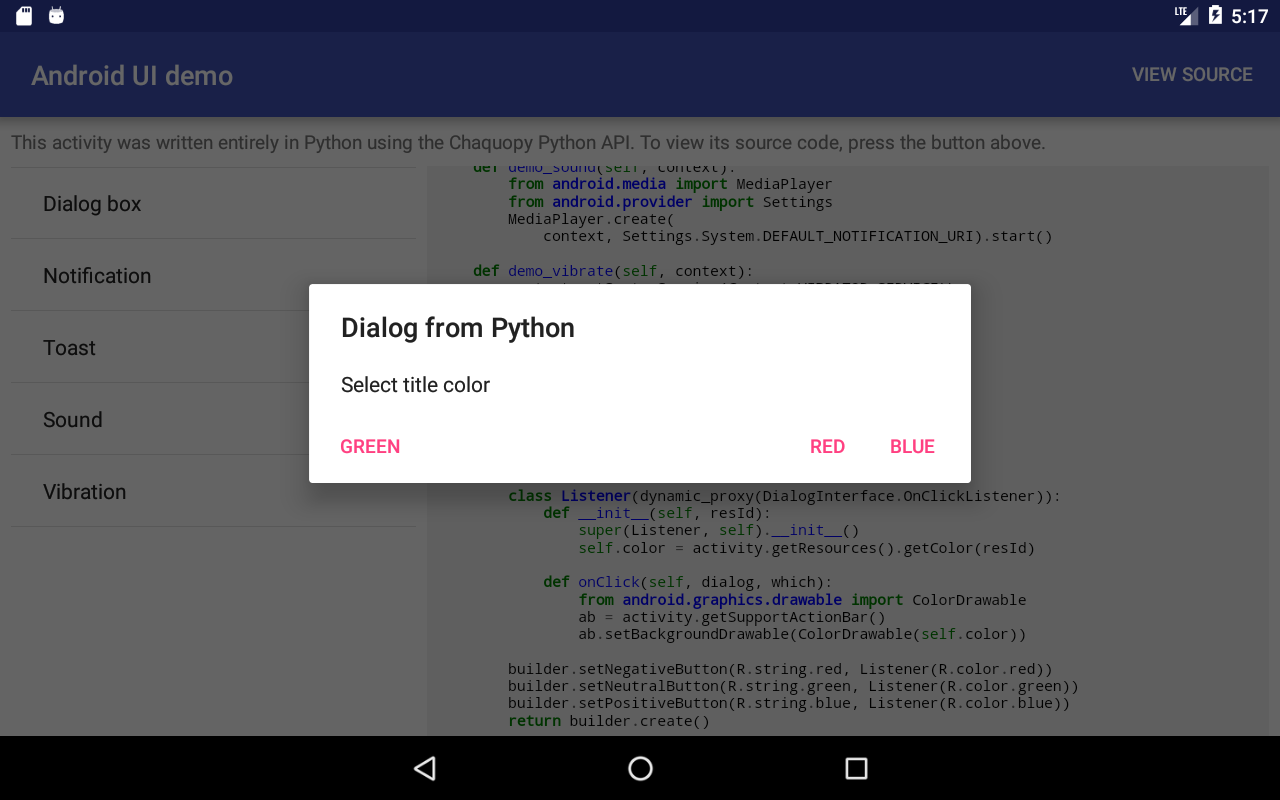 LTE 5:17
Android UI demo
VIEW SOURCE
This activity was written entirely in Python using the Chaquopy Python API. To view its source code, press the button above.
Dialog box
Notification
Toast
Sound
Vibration
def demo_sound(self, context):
from android.media import MediaPlayer
from android.provider import Settings
MediaPlayer.create(
context, Settings.System.DEFAULT_NOTIFICATION_URI).start()
def demo_vibrate(self, context):
Dialog from Python
Select title color
GREEN
RED
BLUE
class Listener(dynamic_proxy(DialogInterface.OnClickListener)):
def __init__(self, resId):
super(Listener, self).__init__()
self.color = activity.getResources().getColor(resId)
def onClick(self, dialog, which):
from android.graphics.drawable import ColorDrawable
ab = activity.getSupportActionBar()
ab.setBackgroundDrawable(ColorDrawable(self.color))
builder.setNegativeButton(R.string.red, Listener(R.color.red))
builder.setNeutralButton(R.string.green, Listener(R.color.green))
builder.setPositiveButton(R.string.blue, Listener(R.color.blue))
return builder.create()